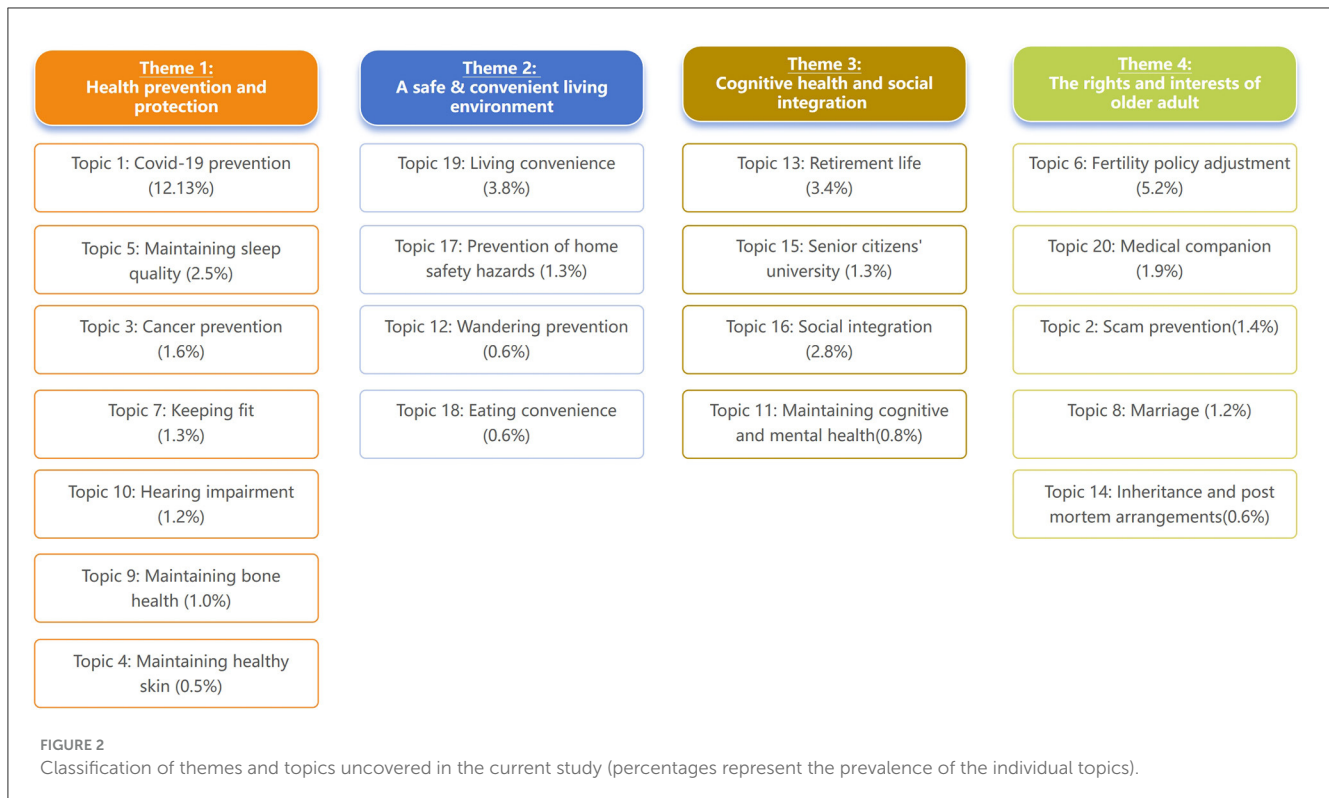 Theme 1:
Health prevention and
protection
Topic 1: Covid-19 prevention
(12.13%)
Topic 5: Maintaining sleep
quality (2.5%)
Topic 3: Cancer prevention
(1.6%)
Topic 7: Keeping fit
(1.3%)
Topic 10: Hearing impairment
(1.2%)
Topic 9: Maintaining bone
health (1.0%)
Topic 4: Maintaining healthy
skin (0.5%)
Theme 2:
A safe & convenient living
environment
Topic 19: Living convenience
(3.8%)
Topic 17: Prevention of home
safety hazards (1.3%)
Topic 12: Wandering prevention
(0.6%)
Topic 18: Eating convenience
(0.6%)
Theme 3:
Cognitive health and social
integration
Topic 13: Retirement life
(3.4%)
Topic 15: Senior citizens'
university (1.3%)
Topic 16: Social integration
(2.8%)
Topic 11: Maintaining cognitive
and mental health(0.8%)
Theme 4:
The rights and interests of
older adult
Topic 6: Fertility policy adjustment
(5.2%)
Topic 20: Medical companion
(1.9%)
Topic 2: Scam prevention(1.4%)
Topic 8: Marriage (1.2%)
Topic 14: Inheritance and post
mortem arrangements(0.6%)
FIGURE 2
Classification of themes and topics uncovered in the current study (percentages represent the prevalence of the individual topics).